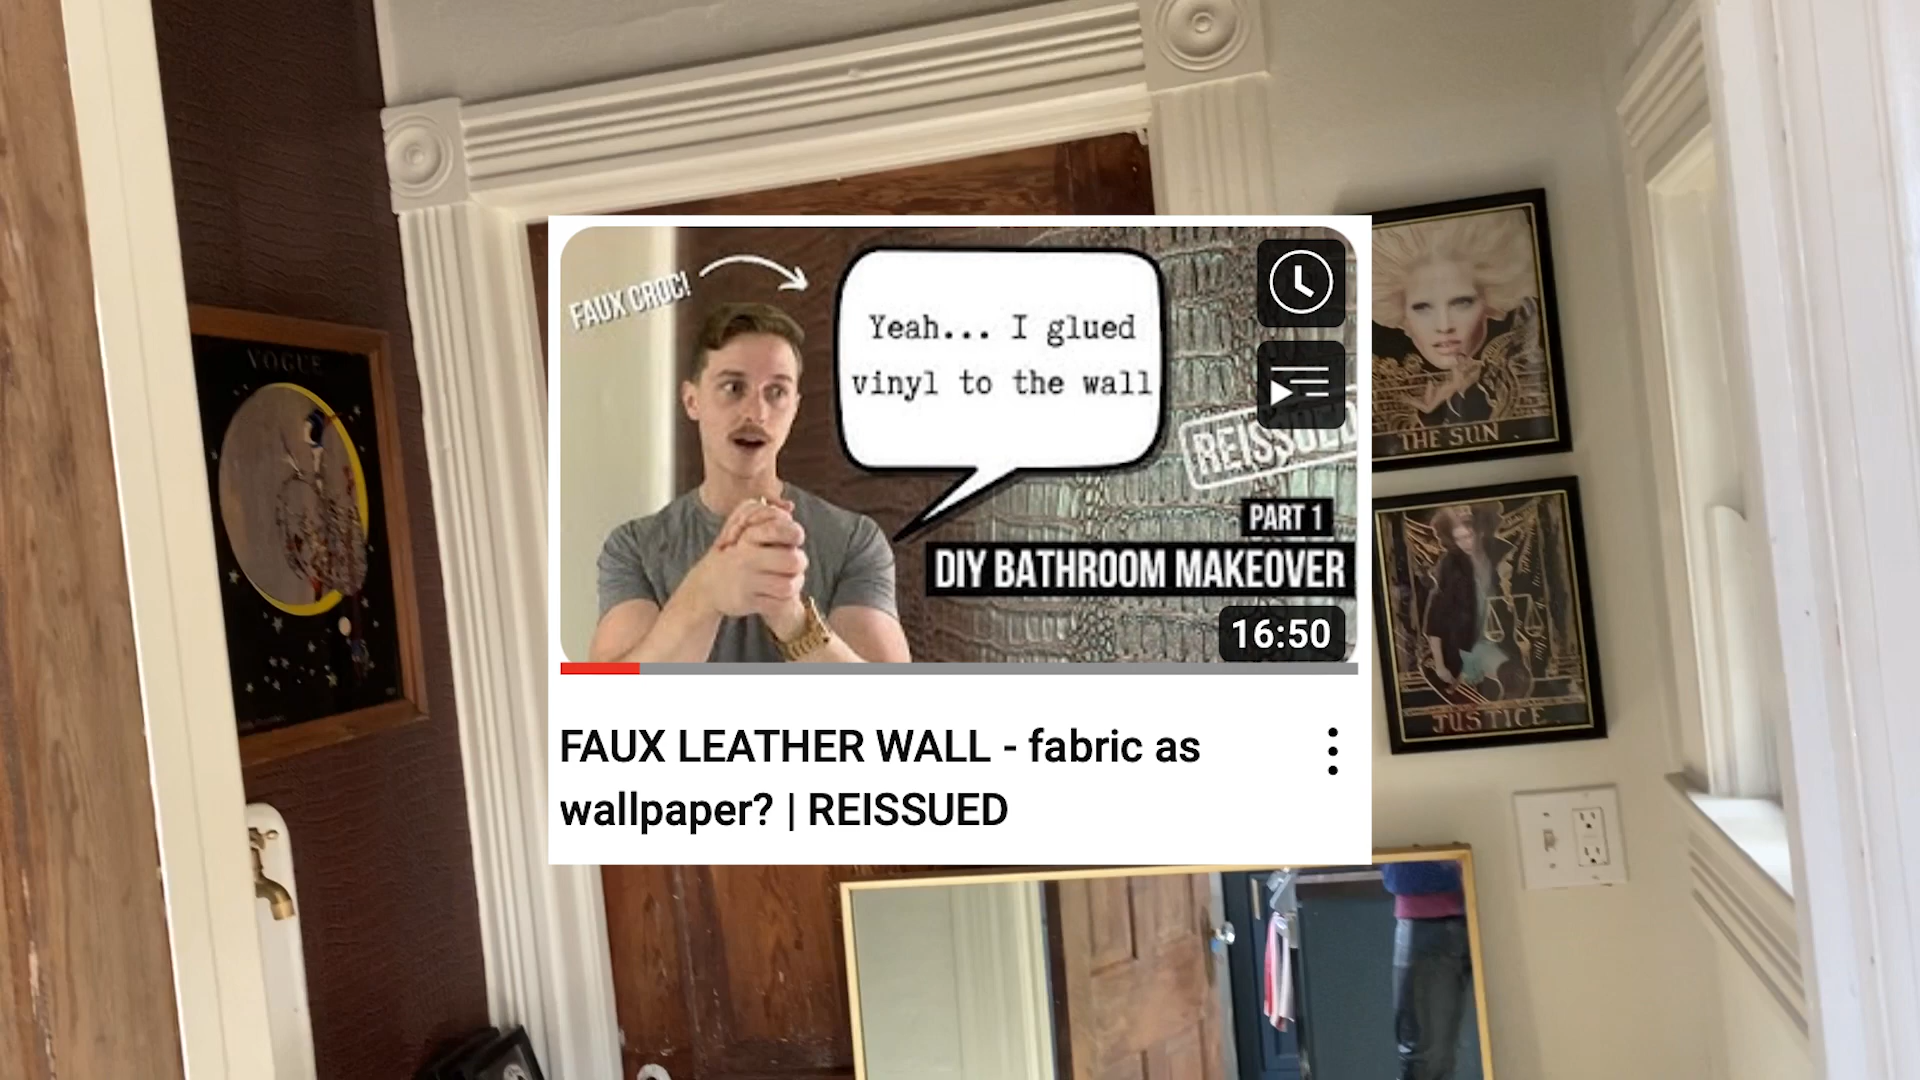 VOGUE
FAUX CROC!
Yeah... I glued
vinyl to the wall
REISSUED
PART 1
DIY BATHROOM MAKEOVER
16:50
FAUX LEATHER WALL - fabric as
wallpaper? | REISSUED
THE SUN
JUSTICE